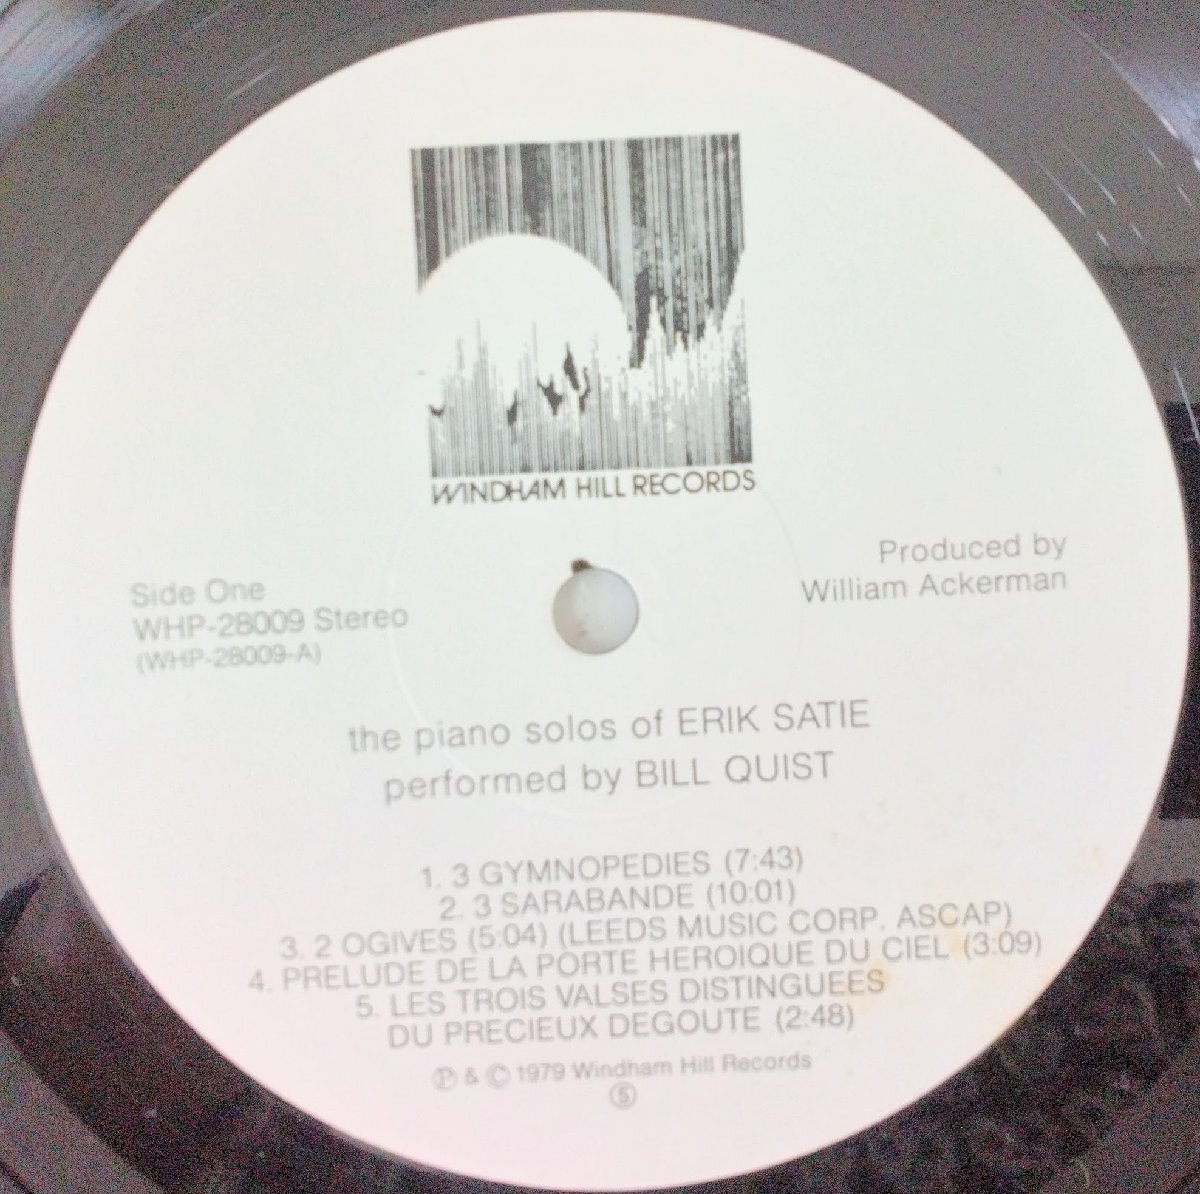 WINDHAM HILL RECORDS
Produced by
William Ackerman
Side One
WHP-28009 Stereo
(WHP-28009-A)
the piano solos of ERIK SATIE
performed by BILL QUIST
1. 3 GYMNOPEDIES (7:43)
2. 3 SARABANDE (10:01)
3. 2 OGIVES (5:04) (LEEDS MUSIC CORP. ASCAP)
4. PRELUDE DE LA PORTE HEROIQUE DU CIEL (3:09)
5. LES TROIS VALSES DISTINGUEES
DU PRECIEUX DEGOUTE (2:48)
Ⓟ & © 1979 Windham Hill Records
Ⓢ